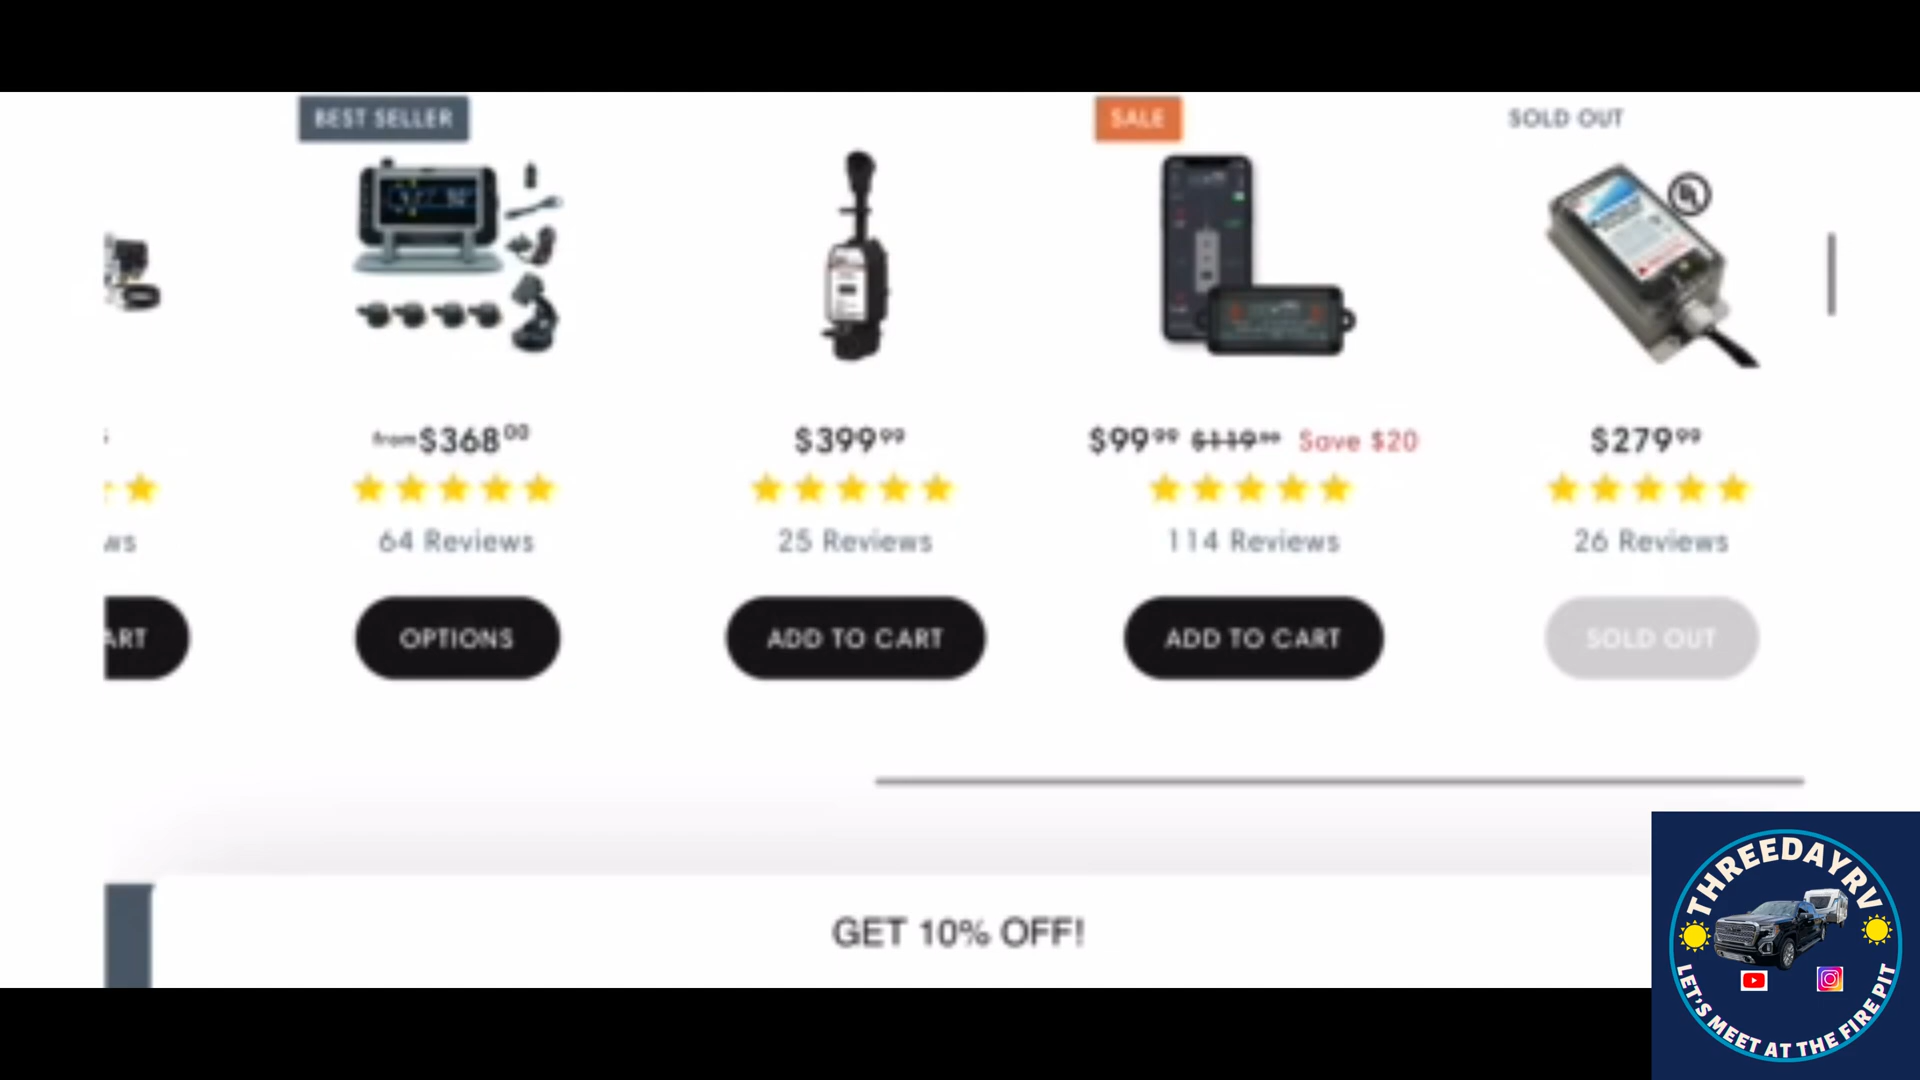 BEST SELLER
SALE
SOLD OUT
from $368.00
$399.99
$99.99 $119.99 Save $20
$279.99
64 Reviews
25 Reviews
114 Reviews
26 Reviews
OPTIONS
ADD TO CART
ADD TO CART
SOLD OUT
GET 10% OFF!
THREEDAYRV
LET'S MEET AT THE FIRE PIT